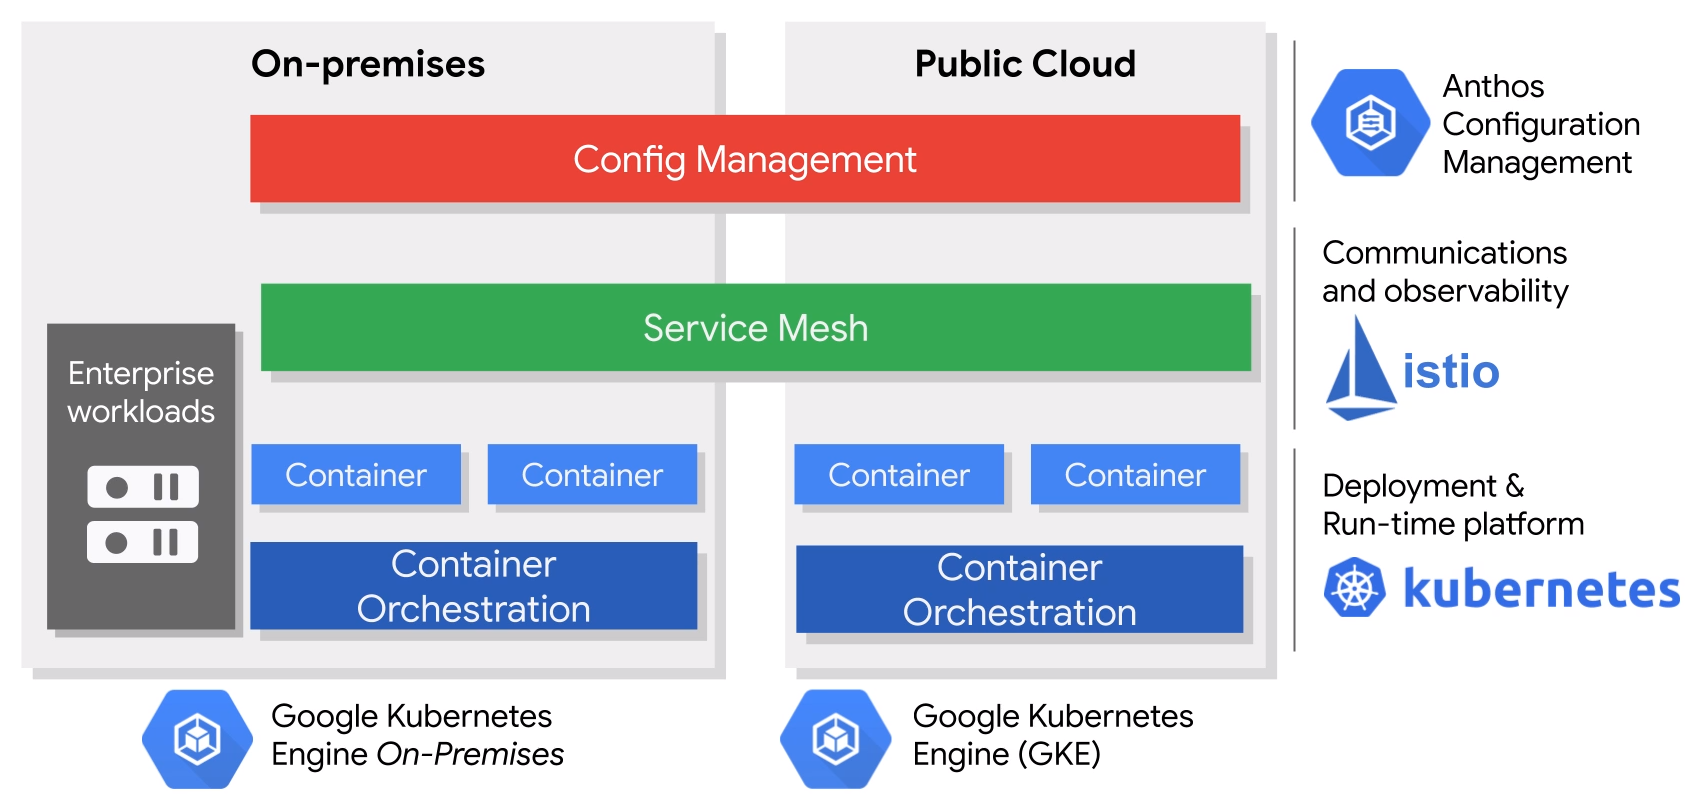 On-premises
Public Cloud
Config Management
Anthos
Configuration
Management
Service Mesh
Communications
and observability
istio
Enterprise
workloads
Container
Container
Container
Container
Container
Orchestration
Container
Orchestration
Deployment &
Run-time platform
kubernetes
Google Kubernetes
Engine On-Premises
Google Kubernetes
Engine (GKE)